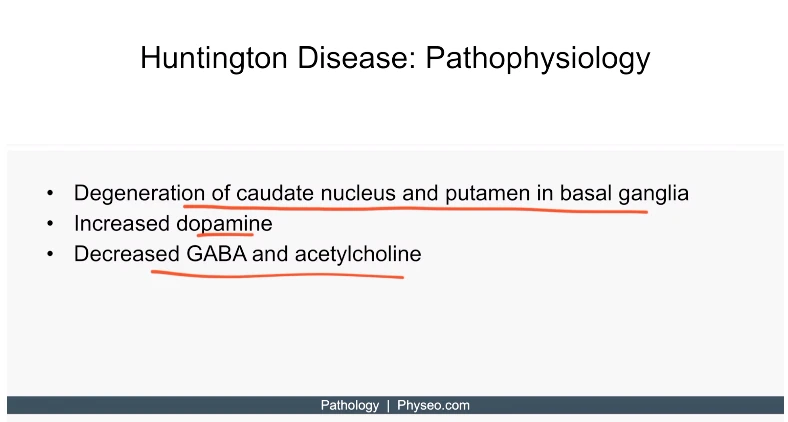 Huntington Disease: Pathophysiology
• Degeneration of caudate nucleus and putamen in basal ganglia
• Increased dopamine
• Decreased GABA and acetylcholine
Pathology | Physeo.com